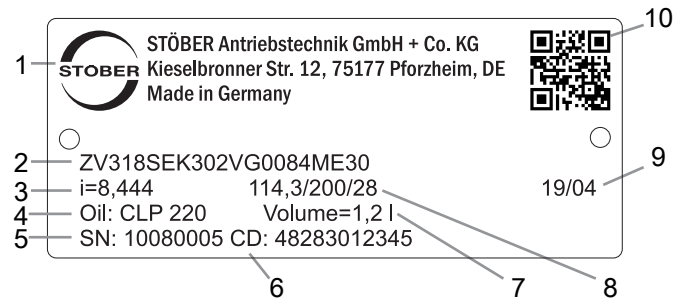 10
STÖBER Antriebstechnik GmbH + Co. KG
1 STÖBER Kieselbronner Str. 12, 75177 Pforzheim, DE
Made in Germany
2 ZV318SEK302VG0084ME30 9
3 i=8,444 114,3/200/28 19/04
4 Oil: CLP 220 Volume=1,2 l
5 SN: 10080005 CD: 48283012345
6 7 8